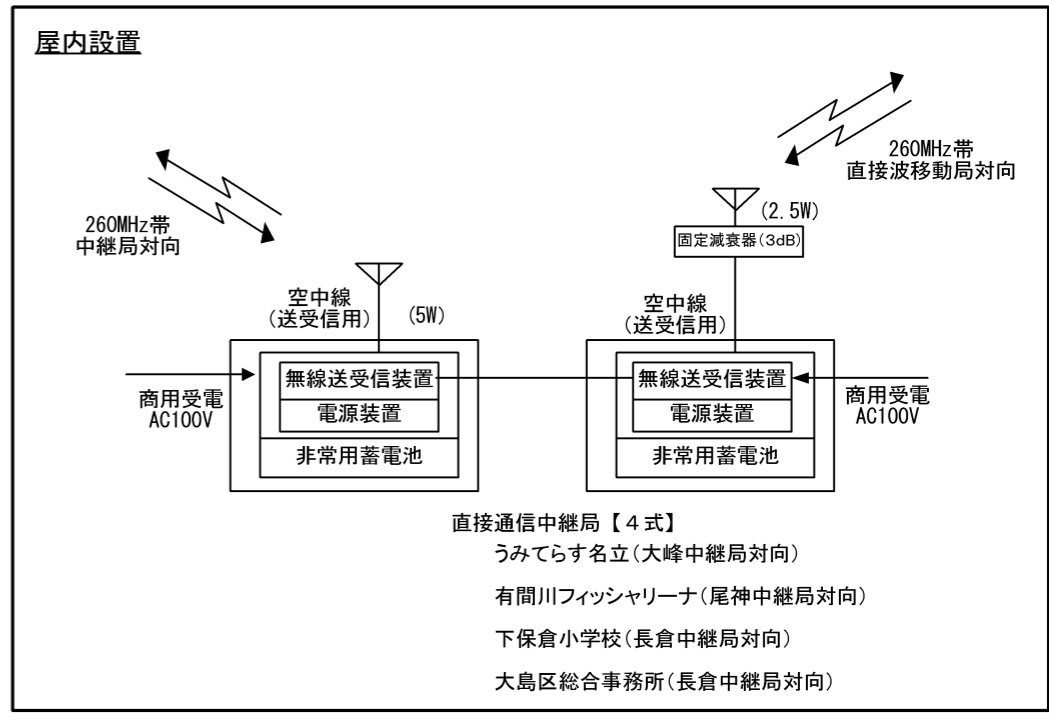 屋内設置
260MHz帯
直接波移動局対向
(2.5W)
固定減衰器(3dB)
260MHz帯
中継局対向
空中線
(送受信用)
(5W)
空中線
(送受信用)
商用受電
AC100V
無線送受信装置
電源装置
非常用蓄電池
無線送受信装置
電源装置
非常用蓄電池
商用受電
AC100V
直接通信中継局【4式】
うみてらす名立(大峰中継局対向)
有間川フィッシャリーナ(尾神中継局対向)
下保倉小学校(長倉中継局対向)
大島区総合事務所(長倉中継局対向)